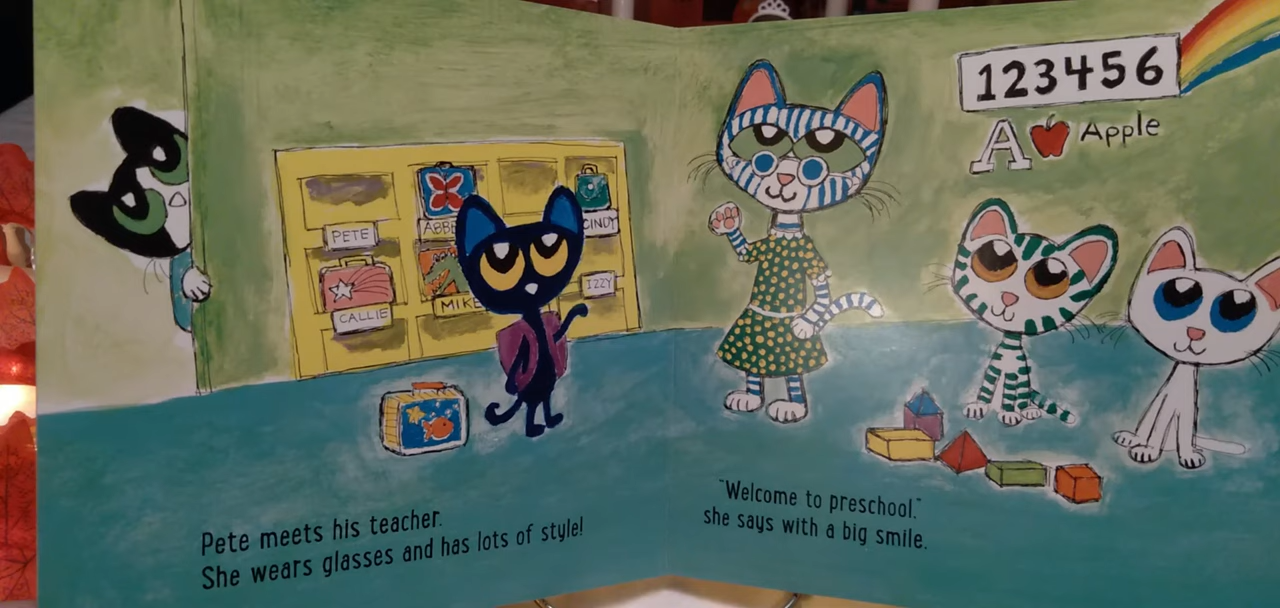 123456
A Apple
PETE
CINDY
CALLIE
MIKE
IZZY
Pete meets his teacher.
She wears glasses and has lots of style!
"Welcome to preschool,"
she says with a big smile.